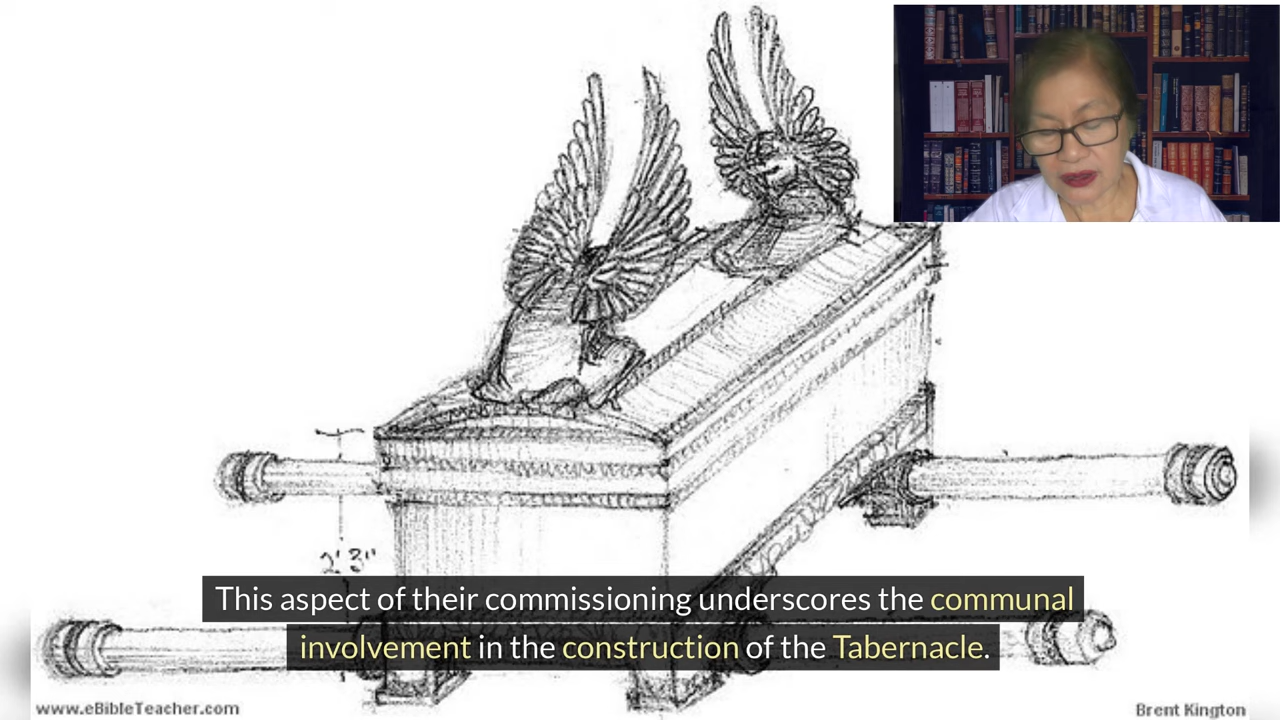 2' 3"
This aspect of their commissioning underscores the communal
involvement in the construction of the Tabernacle.
www.eBibleTeacher.com
Brent Kington